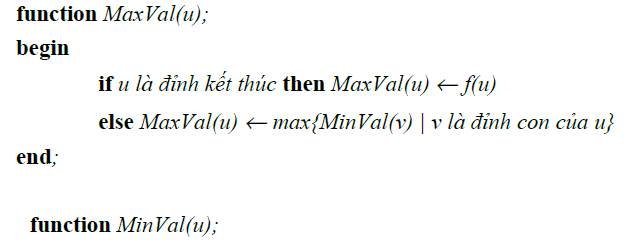 function MaxVal(u);
begin
if u là đỉnh kết thúc then MaxVal(u) ← f(u)
else MaxVal(u) ← max{MinVal(v) | v là đỉnh con của u}
end;
function MinVal(u);